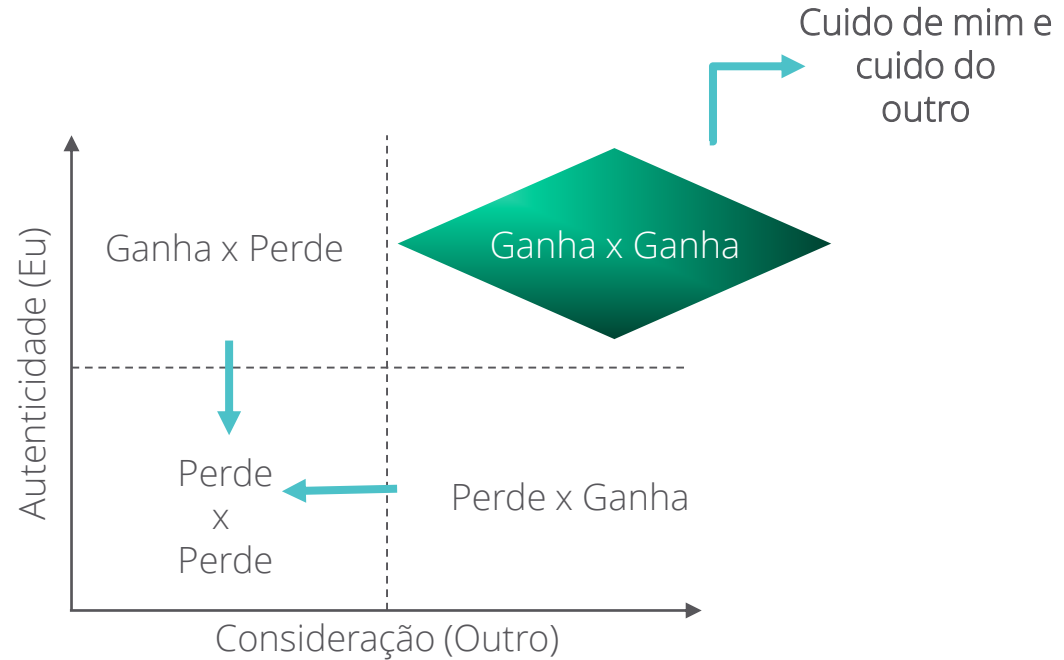 Cuido de mim e
cuido do
outro
Ganha x Perde
Ganha x Ganha
Autenticidade (Eu)
Perde
x
Perde
Perde x Ganha
Consideração (Outro)